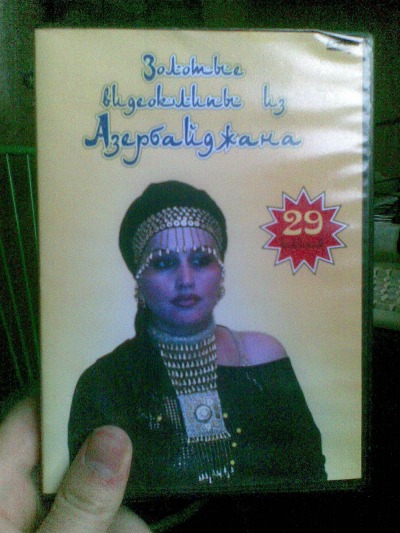 Золотые
видеоклипы из
Азербайджана
29